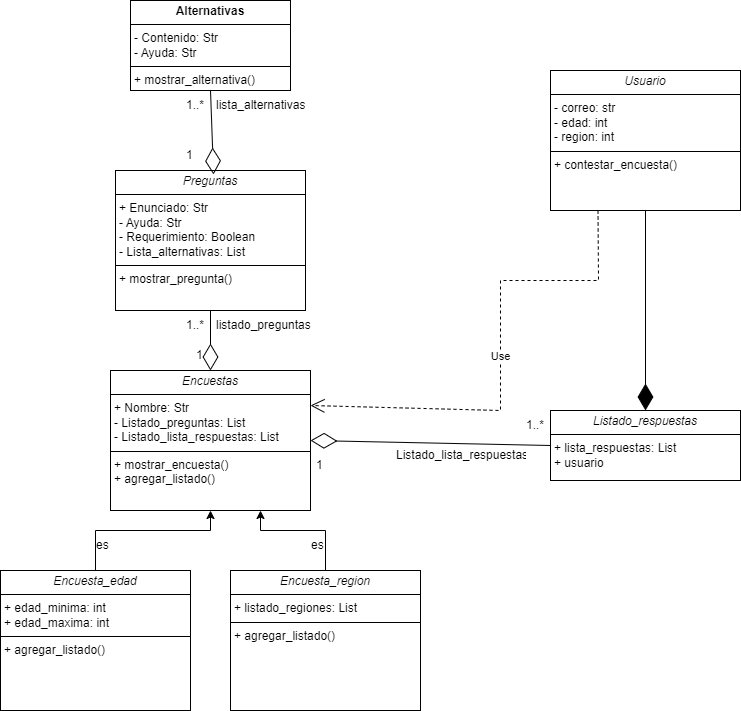 Alternativas
- Contenido: Str
- Ayuda: Str
+ mostrar_alternativa()
1..*
lista_alternativas
1
Preguntas
+ Enunciado: Str
- Ayuda: Str
- Requerimiento: Boolean
- Lista_alternativas: List
+ mostrar_pregunta()
1..*
listado_preguntas
1
Encuestas
+ Nombre: Str
- Listado_preguntas: List
- Listado_lista_respuestas: List
+ mostrar_encuesta()
+ agregar_listado()
Usuario
- correo: str
- edad: int
- region: int
+ contestar_encuesta()
Use
1..*
Listado_lista_respuestas
1
Listado_respuestas
+ lista_respuestas: List
+ usuario
es
es
Encuesta_edad
+ edad_minima: int
+ edad_maxima: int
+ agregar_listado()
Encuesta_region
+ listado_regiones: List
+ agregar_listado()